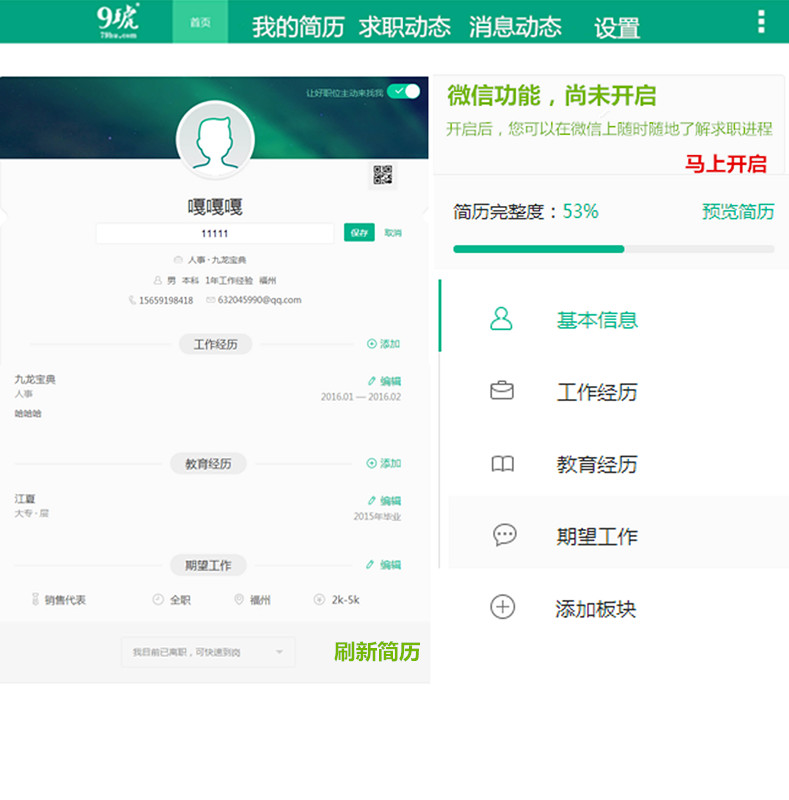 9琥
79hu.com
首页 我的简历 求职动态 消息动态 设置
让好职位主动来找我
嘎嘎嘎
11111 保存 取消
人事·九龙宝典
男 本科 1年工作经验 福州
15659198418 632045990@qq.com
工作经历 添加
九龙宝典 编辑
人事 2016.01 — 2016.02
哈哈哈
教育经历 添加
江夏 编辑
大专·层 2015年毕业
期望工作 编辑
销售代表 全职 福州 2k-5k
我目前已离职，可快速到岗 刷新简历
微信功能，尚未开启
开启后，您可以在微信上随时随地了解求职进程
马上开启
简历完整度：53% 预览简历
基本信息
工作经历
教育经历
期望工作
添加板块